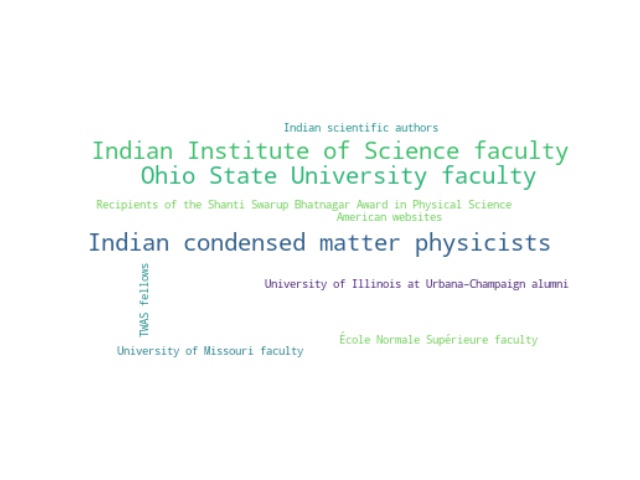 Indian scientific authors
Indian Institute of Science faculty
Ohio State University faculty
Recipients of the Shanti Swarup Bhatnagar Award in Physical Science
American websites
Indian condensed matter physicists
TWAS fellows
University of Illinois at Urbana–Champaign alumni
École Normale Supérieure faculty
University of Missouri faculty